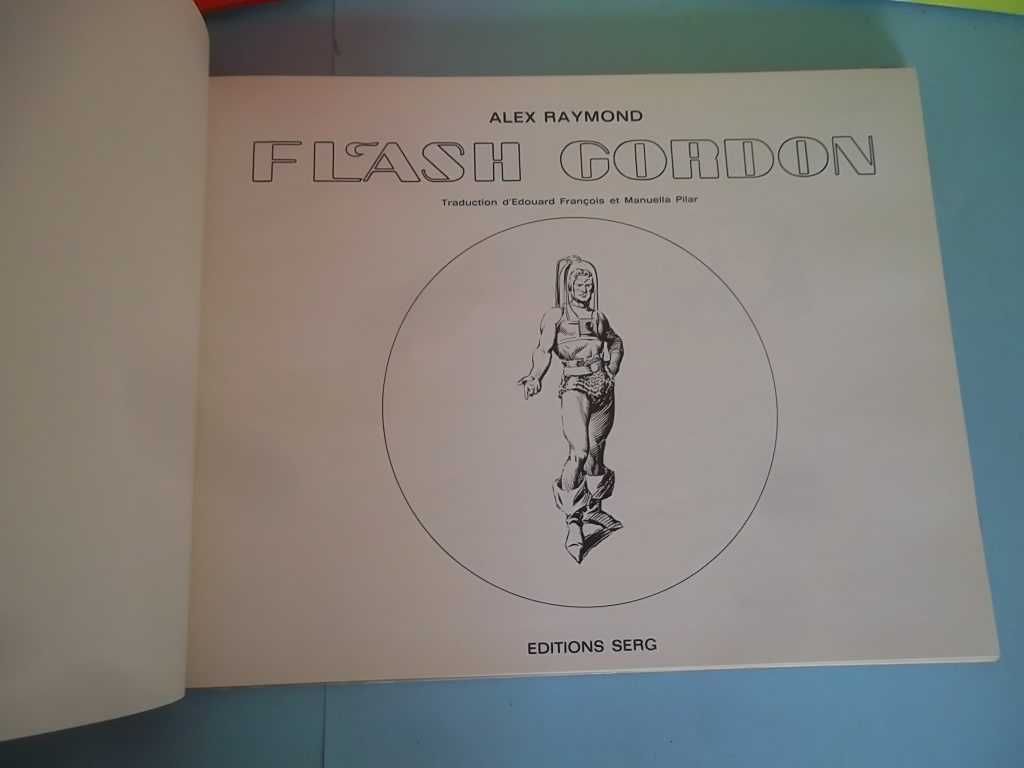 ALEX RAYMOND
FLASH GORDON
Traduction d'Edouard François et Manuella Pilar
EDITIONS SERG